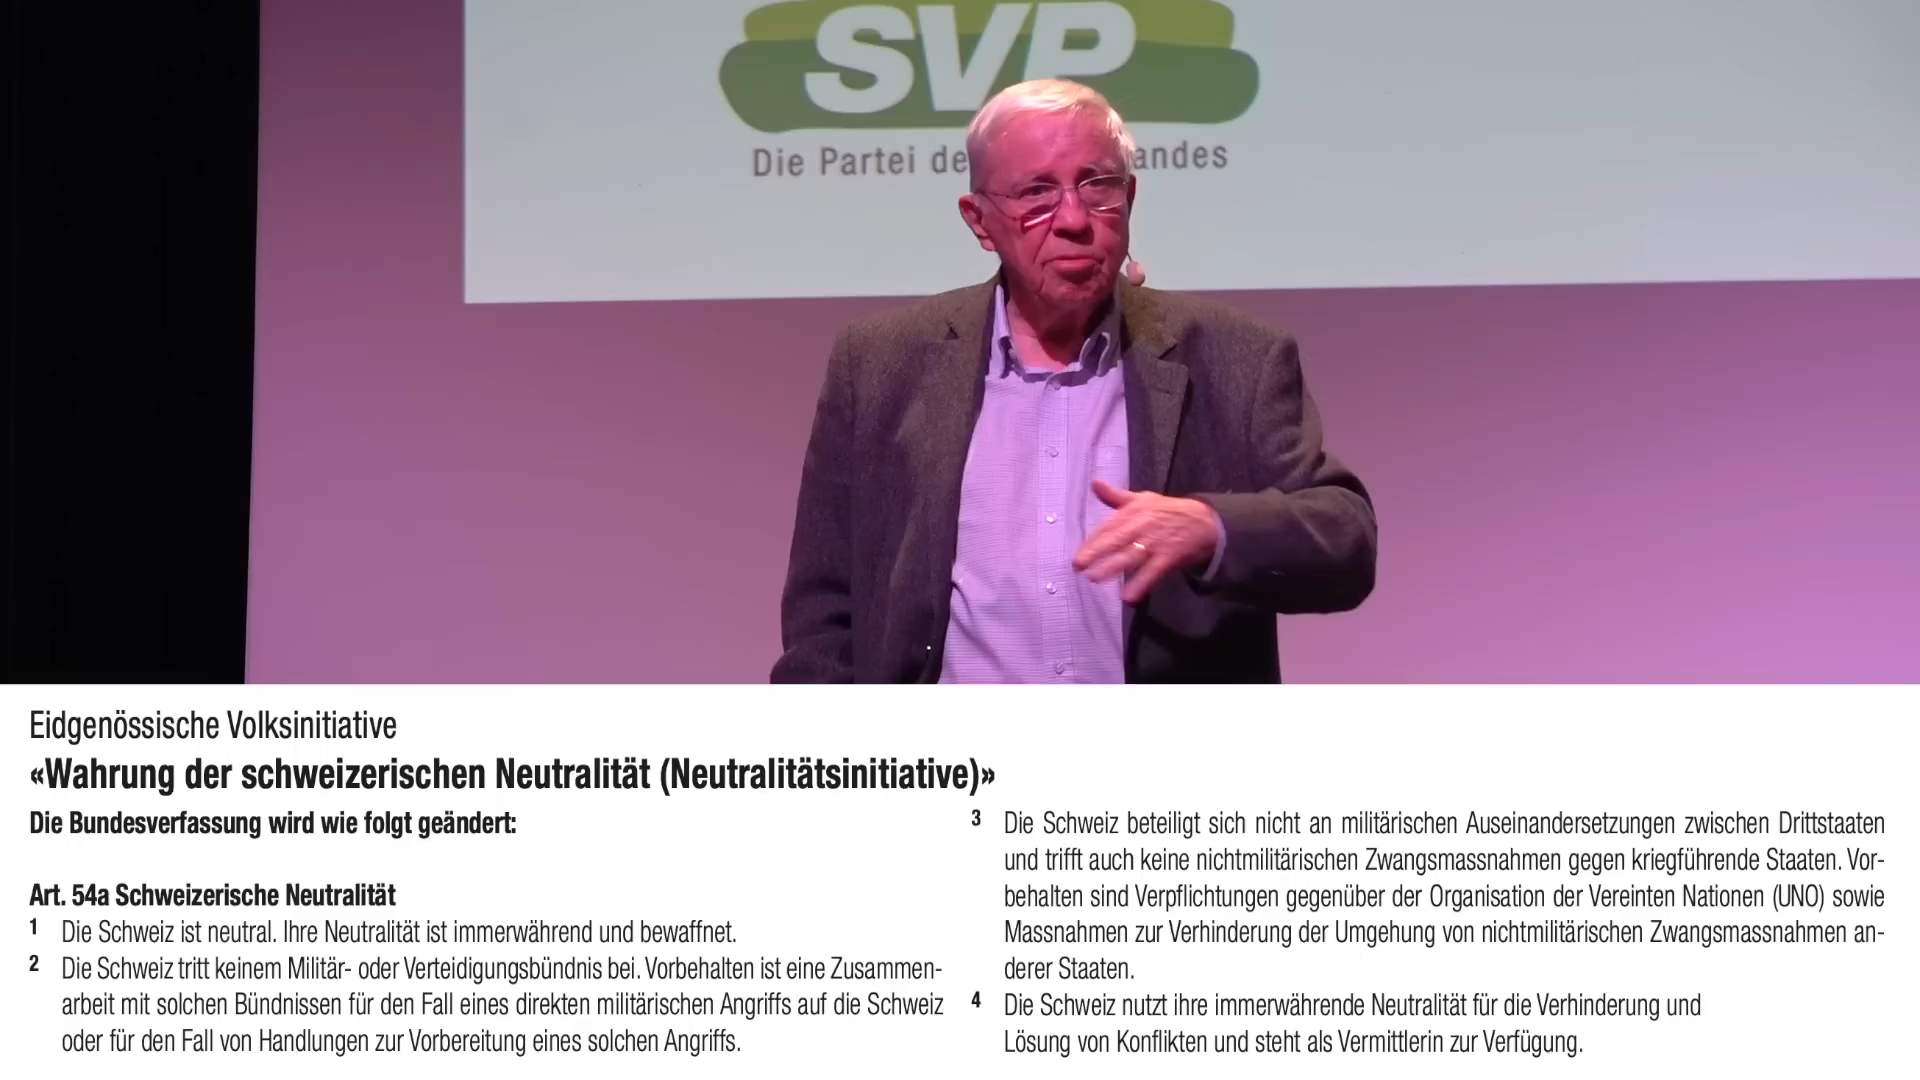 SVP
Die Partei de andes
Eidgenössische Volksinitiative
«Wahrung der schweizerischen Neutralität (Neutralitätsinitiative)»
Die Bundesverfassung wird wie folgt geändert:
Art. 54a Schweizerische Neutralität
1 Die Schweiz ist neutral. Ihre Neutralität ist immerwährend und bewaffnet.
2 Die Schweiz tritt keinem Militär- oder Verteidigungsbündnis bei. Vorbehalten ist eine Zusammen-
arbeit mit solchen Bündnissen für den Fall eines direkten militärischen Angriffs auf die Schweiz
oder für den Fall von Handlungen zur Vorbereitung eines solchen Angriffs.
3 Die Schweiz beteiligt sich nicht an militärischen Auseinandersetzungen zwischen Drittstaaten
und trifft auch keine nichtmilitärischen Zwangsmassnahmen gegen kriegführende Staaten. Vor-
behalten sind Verpflichtungen gegenüber der Organisation der Vereinten Nationen (UNO) sowie
Massnahmen zur Verhinderung der Umgehung von nichtmilitärischen Zwangsmassnahmen an-
derer Staaten.
4 Die Schweiz nutzt ihre immerwährende Neutralität für die Verhinderung und
Lösung von Konflikten und steht als Vermittlerin zur Verfügung.